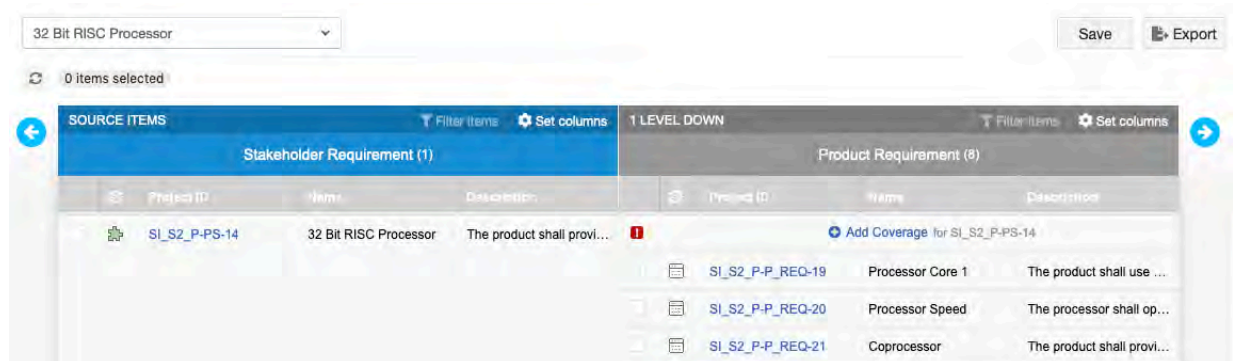 32 Bit RISC Processor
Save
Export
0 items selected
SOURCE ITEMS
Filter items
Set columns
1 LEVEL DOWN
Filter items
Set columns
Stakeholder Requirement (1)
Product Requirement (8)
Project ID
Name
Description
Project ID
Name
Description
SI_S2_P-PS-14
32 Bit RISC Processor
The product shall provi...
Add Coverage for SI_S2_P-PS-14
SI_S2_P-P_REQ-19
Processor Core 1
The product shall use ...
SI_S2_P-P_REQ-20
Processor Speed
The processor shall op...
SI_S2_P-P_REQ-21
Coprocessor
The product shall provi...